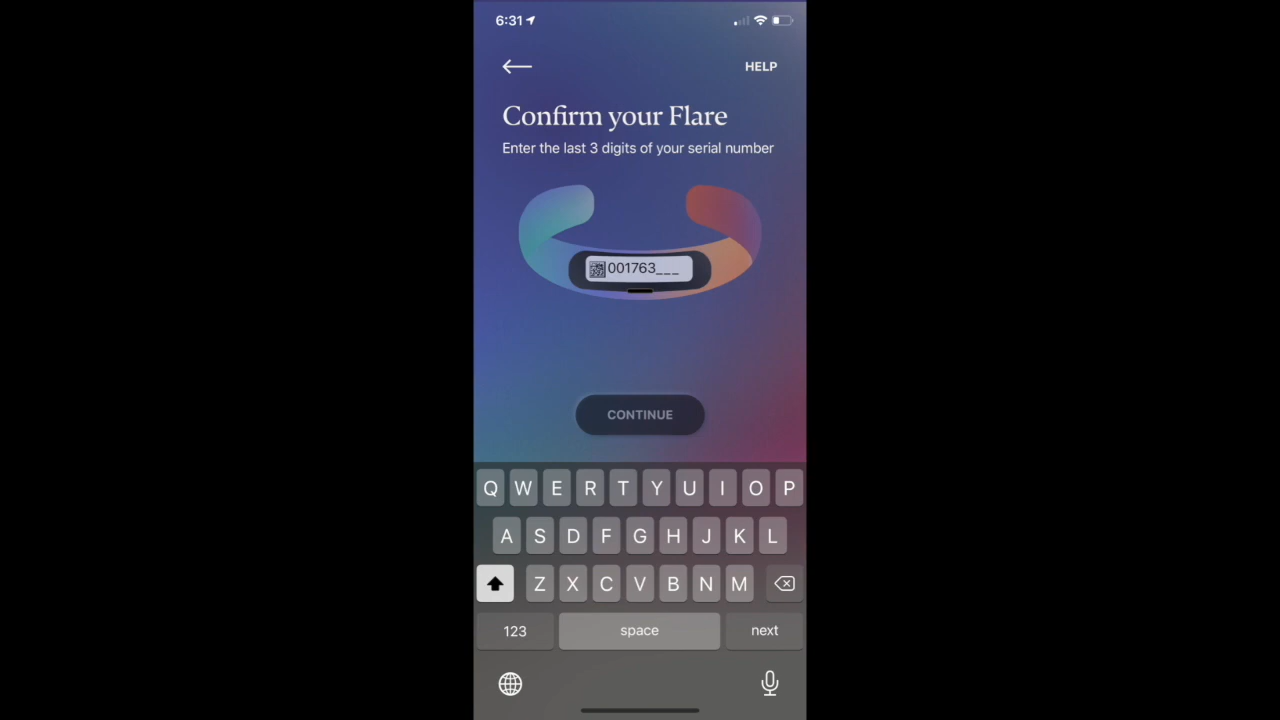 6:31
HELP
Confirm your Flare
Enter the last 3 digits of your serial number
001763___
CONTINUE
Q W E R T Y U I O P
A S D F G H J K L
Z X C V B N M
123 space next